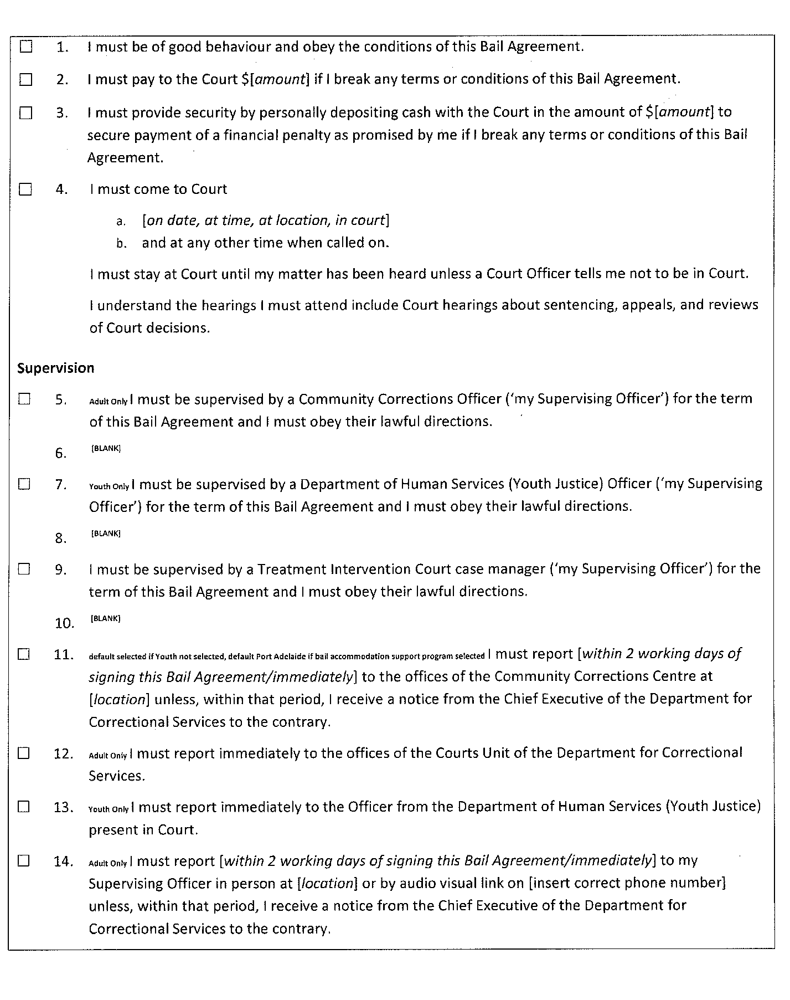 ☐ 1. I must be of good behaviour and obey the conditions of this Bail Agreement.
☐ 2. I must pay to the Court $[amount] if I break any terms or conditions of this Bail Agreement.
☐ 3. I must provide security by personally depositing cash with the Court in the amount of $[amount] to
secure payment of a financial penalty as promised by me if I break any terms or conditions of this Bail
Agreement.
☐ 4. I must come to Court
a. [on date, at time, at location, in court]
b. and at any other time when called on.
I must stay at Court until my matter has been heard unless a Court Officer tells me not to be in Court.
I understand the hearings I must attend include Court hearings about sentencing, appeals, and reviews
of Court decisions.
Supervision
☐ 5. Adult Only I must be supervised by a Community Corrections Officer (‘my Supervising Officer’) for the term
of this Bail Agreement and I must obey their lawful directions.
6. [BLANK]
☐ 7. Youth Only I must be supervised by a Department of Human Services (Youth Justice) Officer (‘my Supervising
Officer’) for the term of this Bail Agreement and I must obey their lawful directions.
8. [BLANK]
☐ 9. I must be supervised by a Treatment Intervention Court case manager (‘my Supervising Officer’) for the
term of this Bail Agreement and I must obey their lawful directions.
10. [BLANK]
☐ 11. default selected if Youth not selected, default Port Adelaide if bail accommodation support program selected I must report [within 2 working days of
signing this Bail Agreement/immediately] to the offices of the Community Corrections Centre at
[location] unless, within that period, I receive a notice from the Chief Executive of the Department for
Correctional Services to the contrary.
☐ 12. Adult Only I must report immediately to the offices of the Courts Unit of the Department for Correctional
Services.
☐ 13. Youth Only I must report immediately to the Officer from the Department of Human Services (Youth Justice)
present in Court.
☐ 14. Adult Only I must report [within 2 working days of signing this Bail Agreement/immediately] to my
Supervising Officer in person at [location] or by audio visual link on [insert correct phone number]
unless, within that period, I receive a notice from the Chief Executive of the Department for
Correctional Services to the contrary.